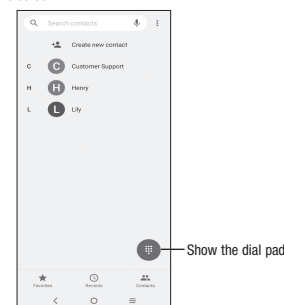 Search contacts
Create new contact
C C Customer Support
H H Henry
L L Lily
Show the dial pad
Favorites Recents Contacts